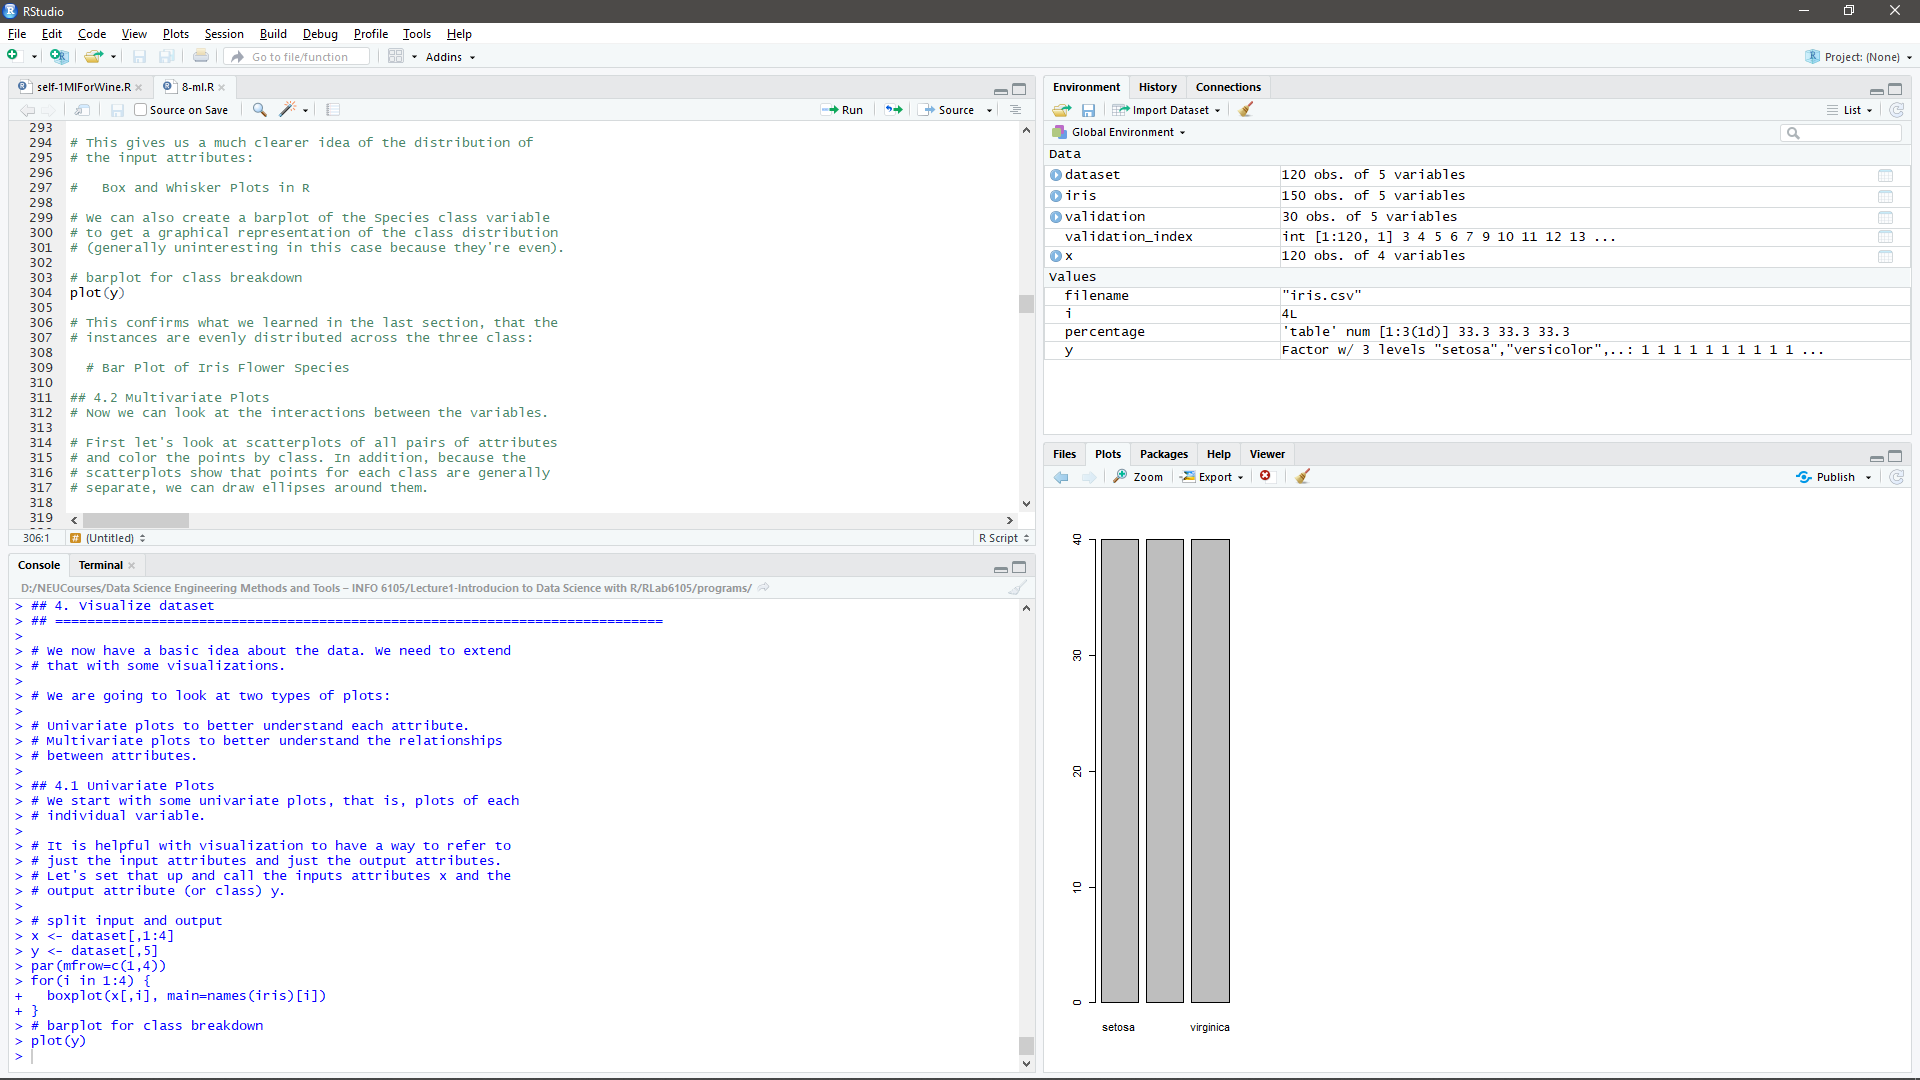 RStudio
File Edit Code View Plots Session Build Debug Profile Tools Help
Go to file/function Addins Project: (None)
self-1MlForWine.R 8-ml.R
Source on Save Run Source
293
294 # This gives us a much clearer idea of the distribution of
295 # the input attributes:
296
297 #   Box and Whisker Plots in R
298
299 # We can also create a barplot of the Species class variable
300 # to get a graphical representation of the class distribution
301 # (generally uninteresting in this case because they're even).
302
303 # barplot for class breakdown
304 plot(y)
305
306 # This confirms what we learned in the last section, that the
307 # instances are evenly distributed across the three class:
308
309   # Bar Plot of Iris Flower Species
310
311 ## 4.2 Multivariate Plots
312 # Now we can look at the interactions between the variables.
313
314 # First let's look at scatterplots of all pairs of attributes
315 # and color the points by class. In addition, because the
316 # scatterplots show that points for each class are generally
317 # separate, we can draw ellipses around them.
318
319
306:1 # (Untitled) R Script
Console Terminal
D:/NEUCourses/Data Science Engineering Methods and Tools – INFO 6105/Lecture1-Introducion to Data Science with R/RLab6105/programs/
> ## 4. Visualize dataset
> ## ============================================================================
>
> # We now have a basic idea about the data. We need to extend
> # that with some visualizations.
>
> # We are going to look at two types of plots:
>
> # Univariate plots to better understand each attribute.
> # Multivariate plots to better understand the relationships
> # between attributes.
>
> ## 4.1 Univariate Plots
> # We start with some univariate plots, that is, plots of each
> # individual variable.
>
> # It is helpful with visualization to have a way to refer to
> # just the input attributes and just the output attributes.
> # Let's set that up and call the inputs attributes x and the
> # output attribute (or class) y.
>
> # split input and output
> x <- dataset[,1:4]
> y <- dataset[,5]
> par(mfrow=c(1,4))
> for(i in 1:4) {
+   boxplot(x[,i], main=names(iris)[i])
+ }
> # barplot for class breakdown
> plot(y)
>
Environment History Connections
Import Dataset List
Global Environment
Data
dataset 120 obs. of 5 variables
iris 150 obs. of 5 variables
validation 30 obs. of 5 variables
validation_index int [1:120, 1] 3 4 5 6 7 9 10 11 12 13 ...
x 120 obs. of 4 variables
Values
filename "iris.csv"
i 4L
percentage 'table' num [1:3(1d)] 33.3 33.3 33.3
y Factor w/ 3 levels "setosa","versicolor",..: 1 1 1 1 1 1 1 1 1 1 ...
Files Plots Packages Help Viewer
Zoom Export Publish
40
30
20
10
0
setosa virginica